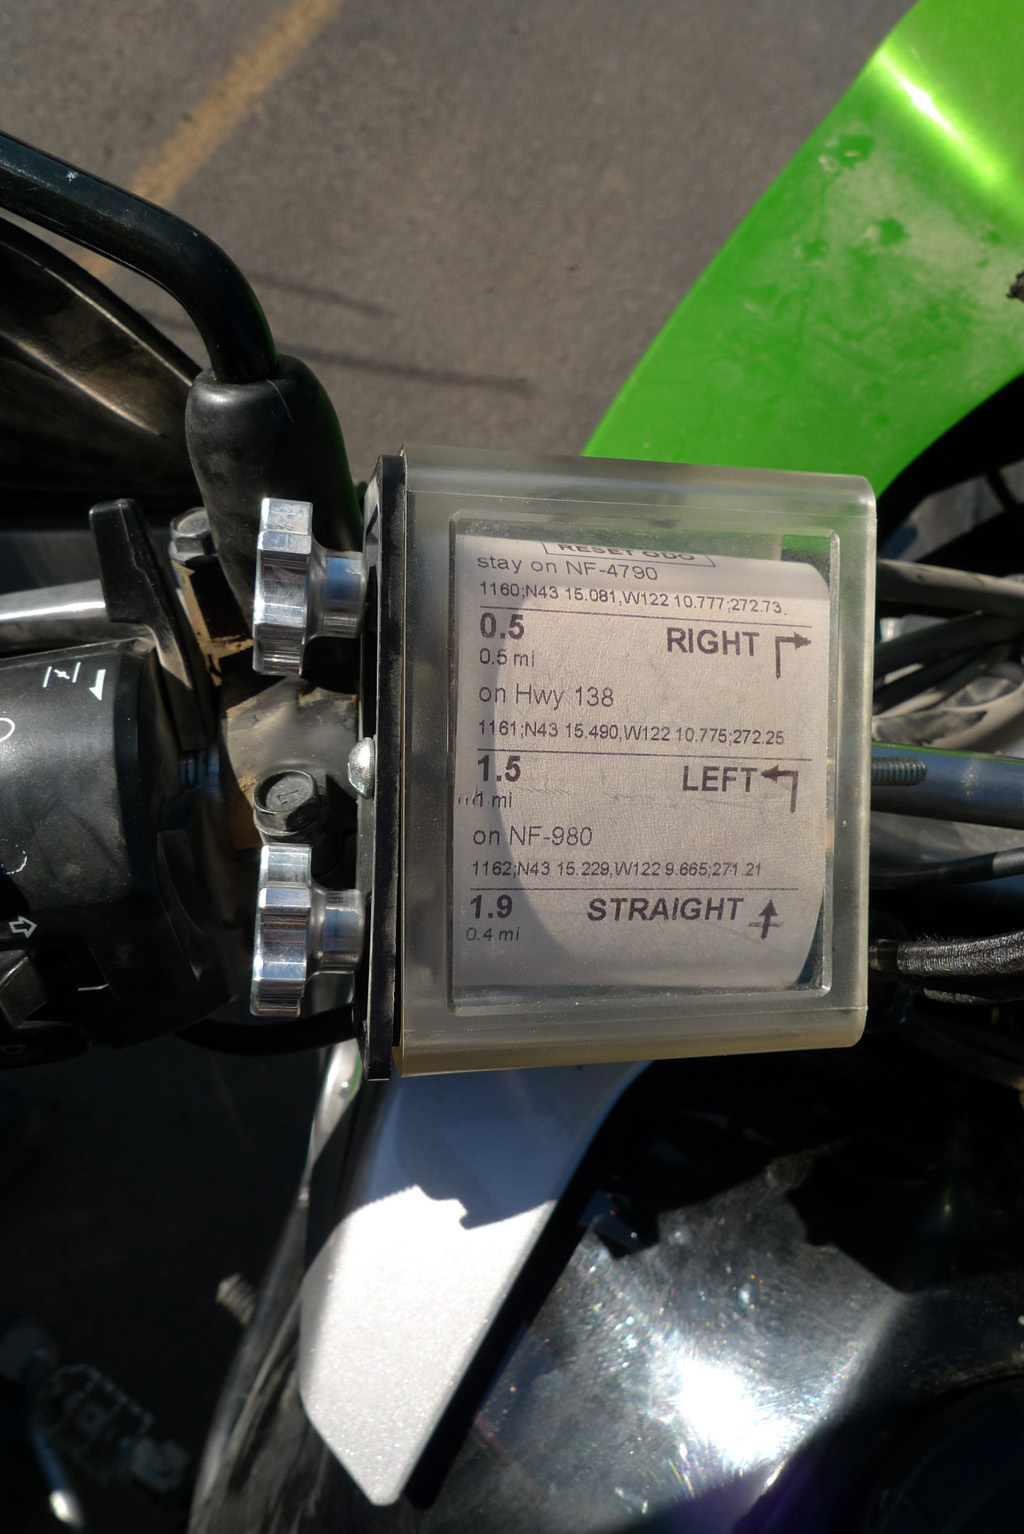 RESET ODO
stay on NF-4790
1160;N43 15.081,W122 10.777;272.73.
0.5 RIGHT
0.5 mi
on Hwy 138
1161;N43 15.490,W122 10.775;272.25
1.5 LEFT
1 mi
on NF-980
1162;N43 15.229,W122 9.665;271.21
1.9 STRAIGHT
0.4 mi